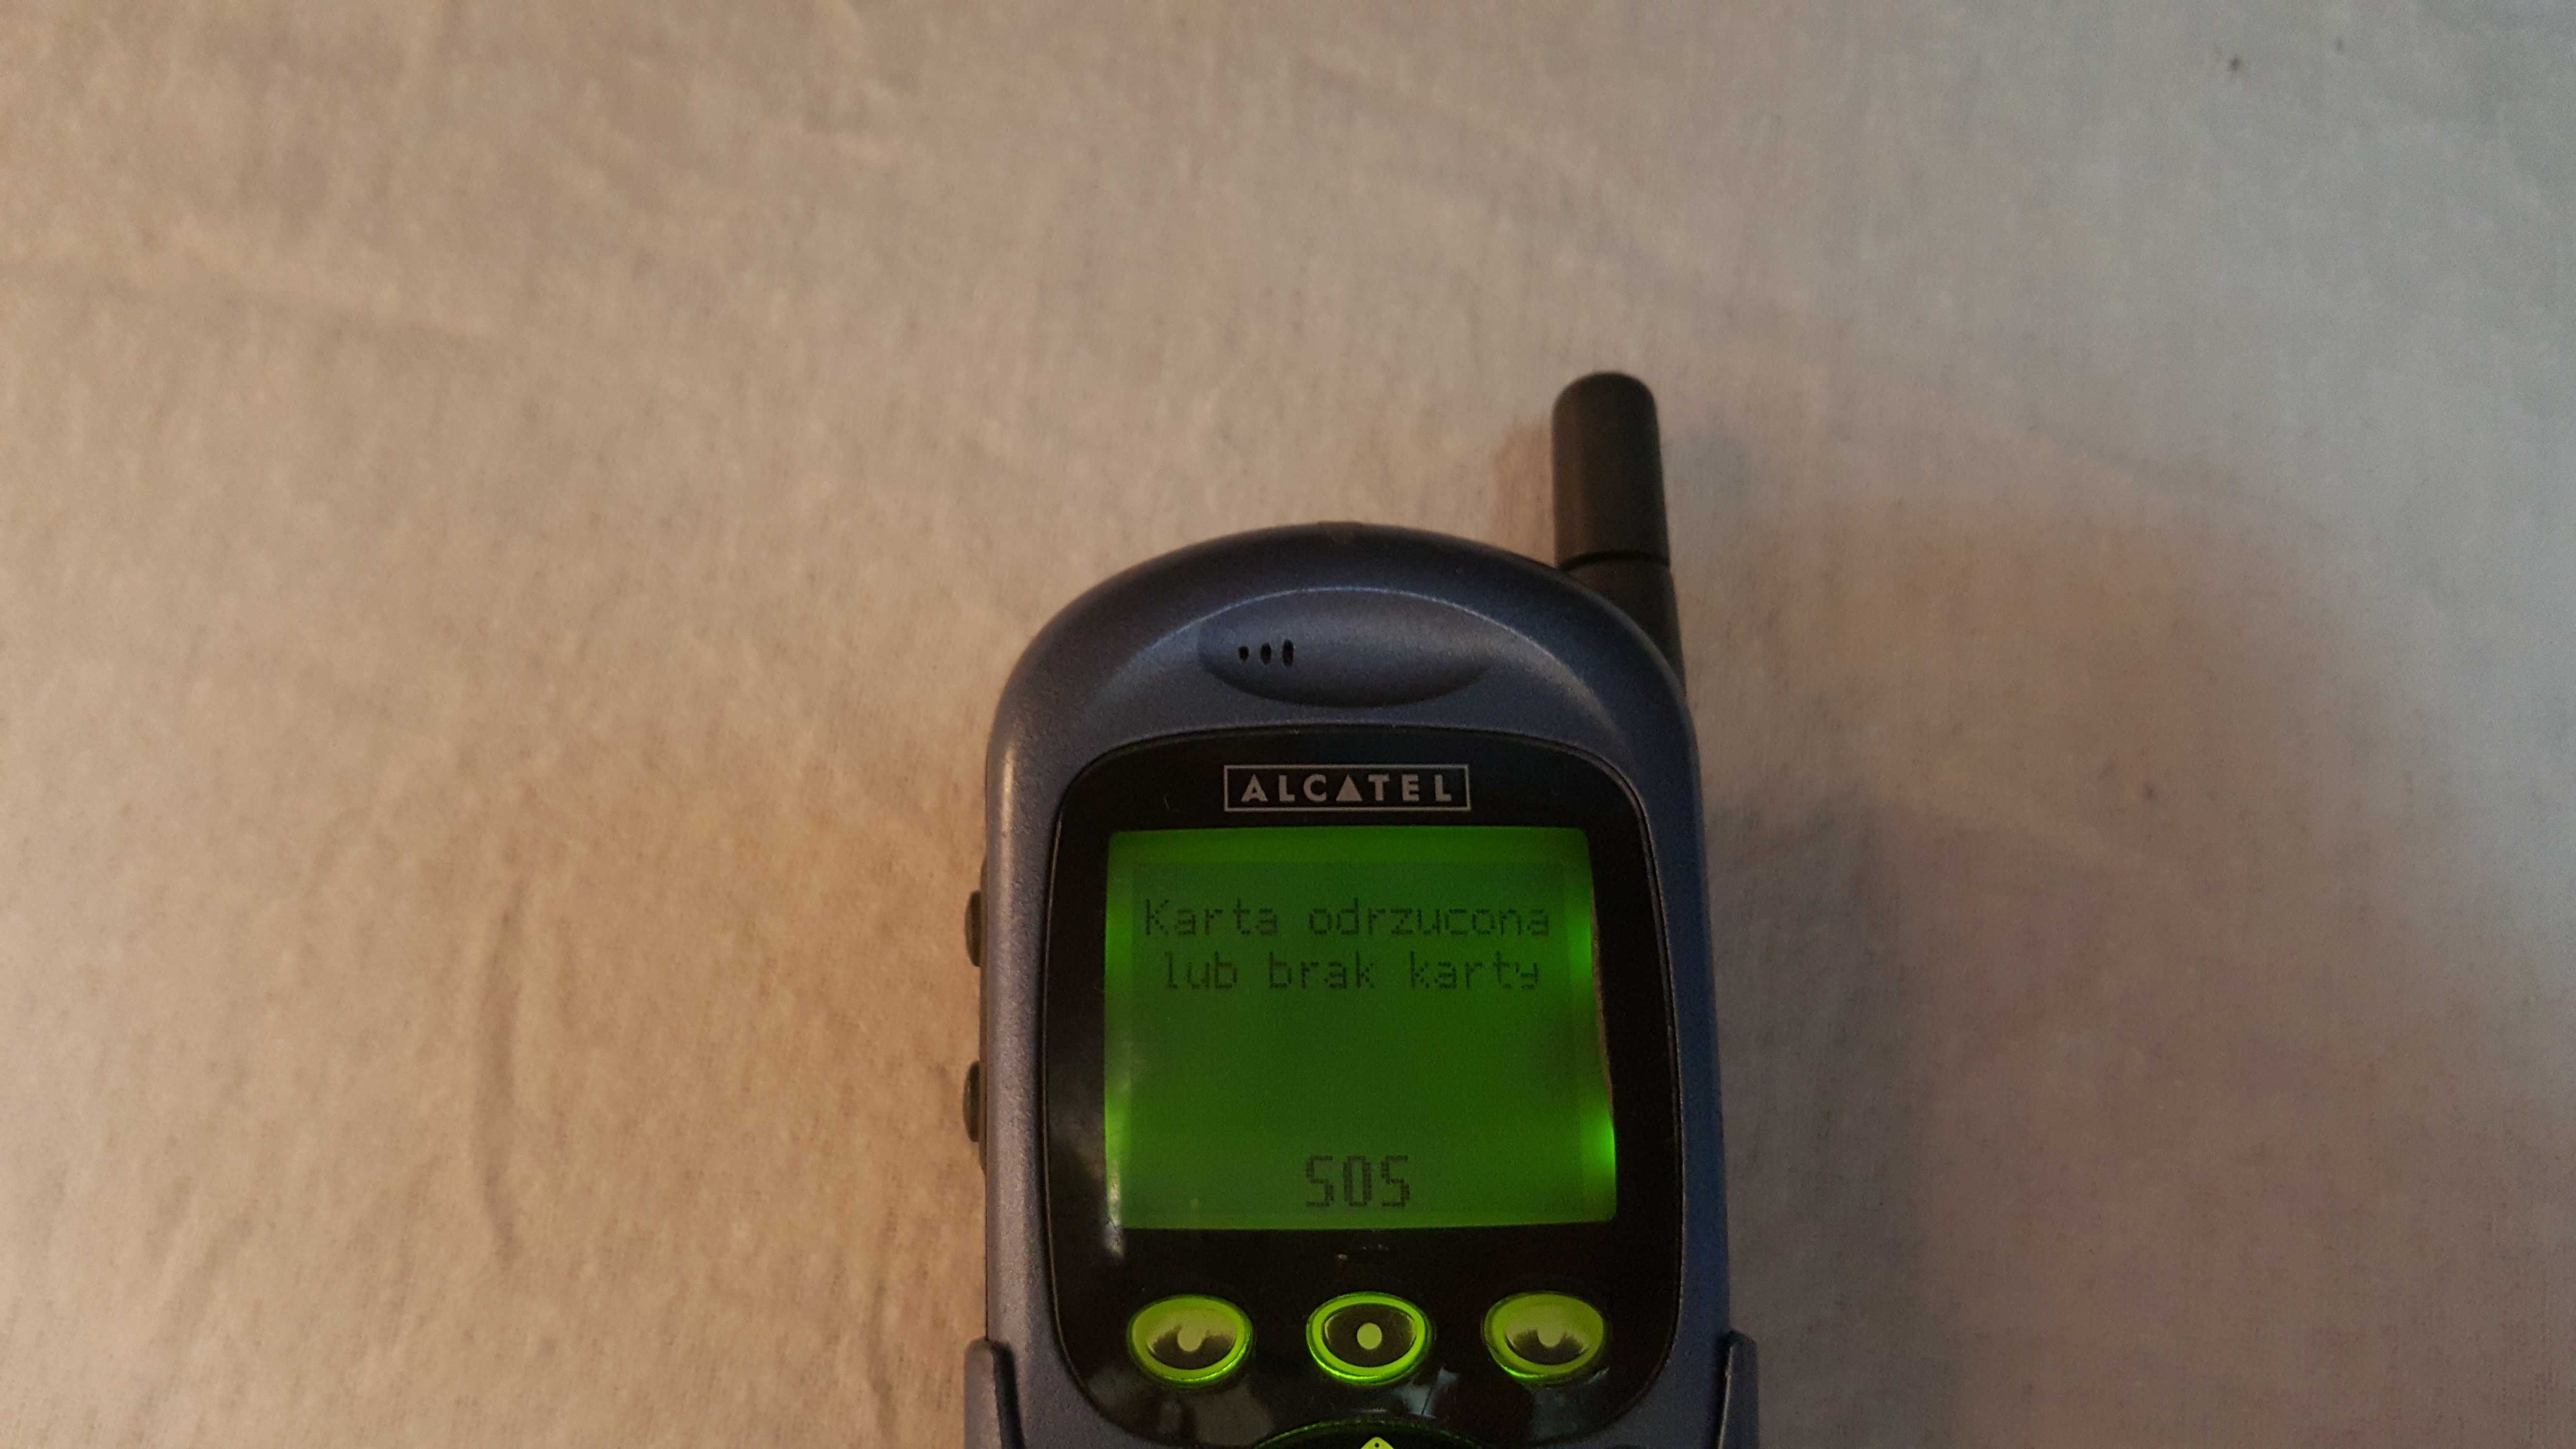 ALCATEL
Karta odrzucona
lub brak karty
SOS